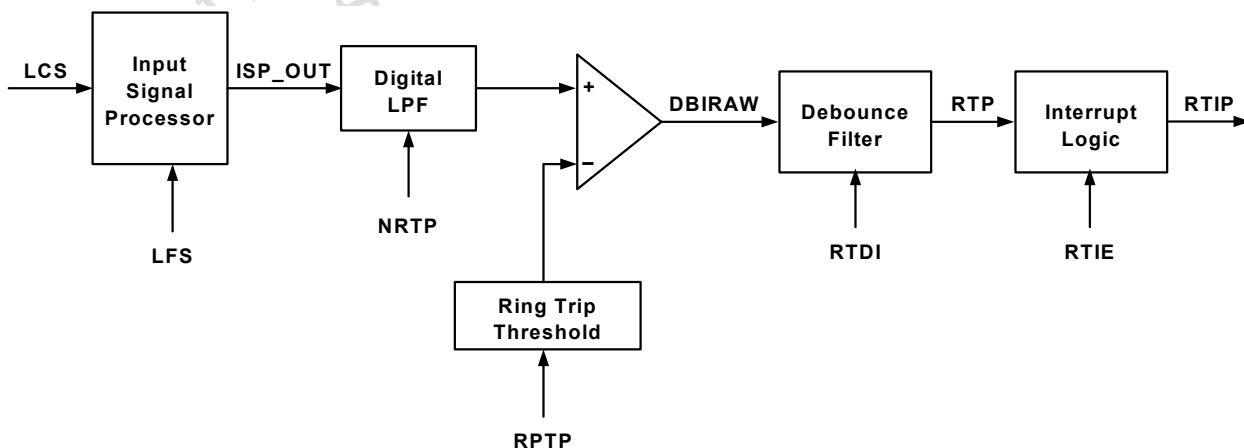 LCS
Input
Signal
Processor
ISP_OUT
Digital
LPF
+
–
DBIRAW
Debounce
Filter
RTP
Interrupt
Logic
RTIP
LFS
NRTP
RTDI
RTIE
Ring Trip
Threshold
RPTP